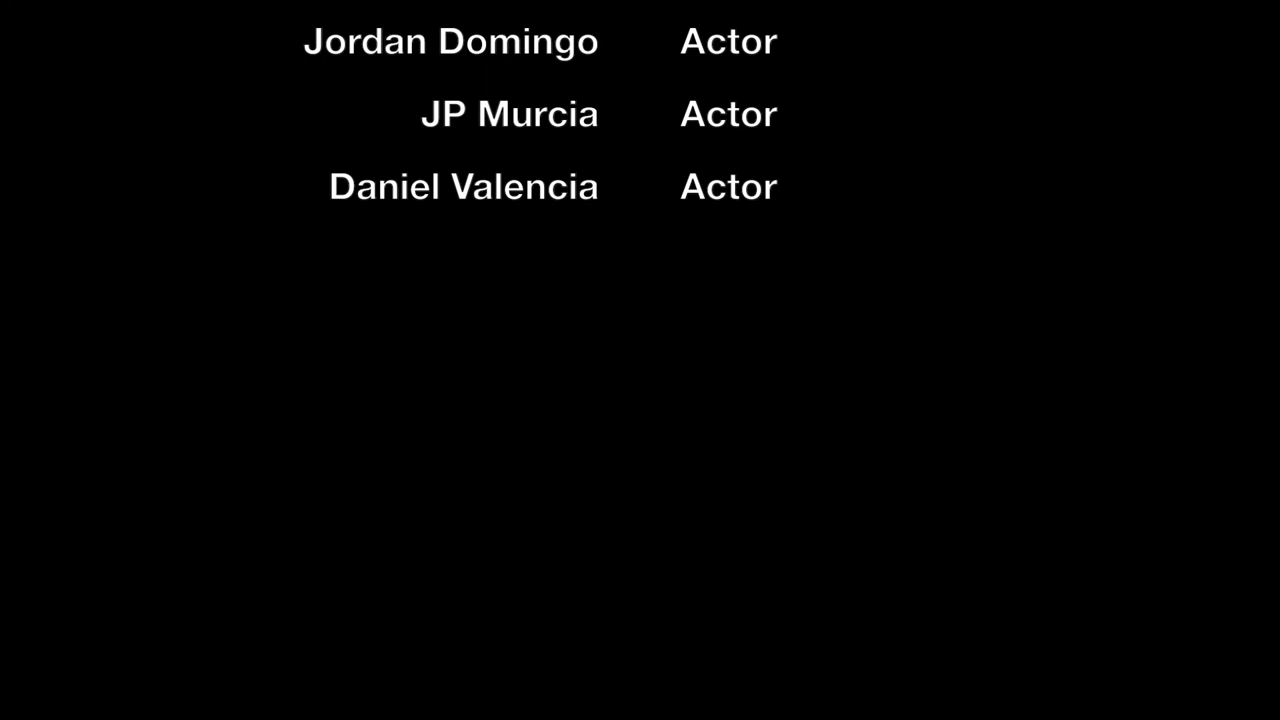 Jordan Domingo Actor
JP Murcia Actor
Daniel Valencia Actor